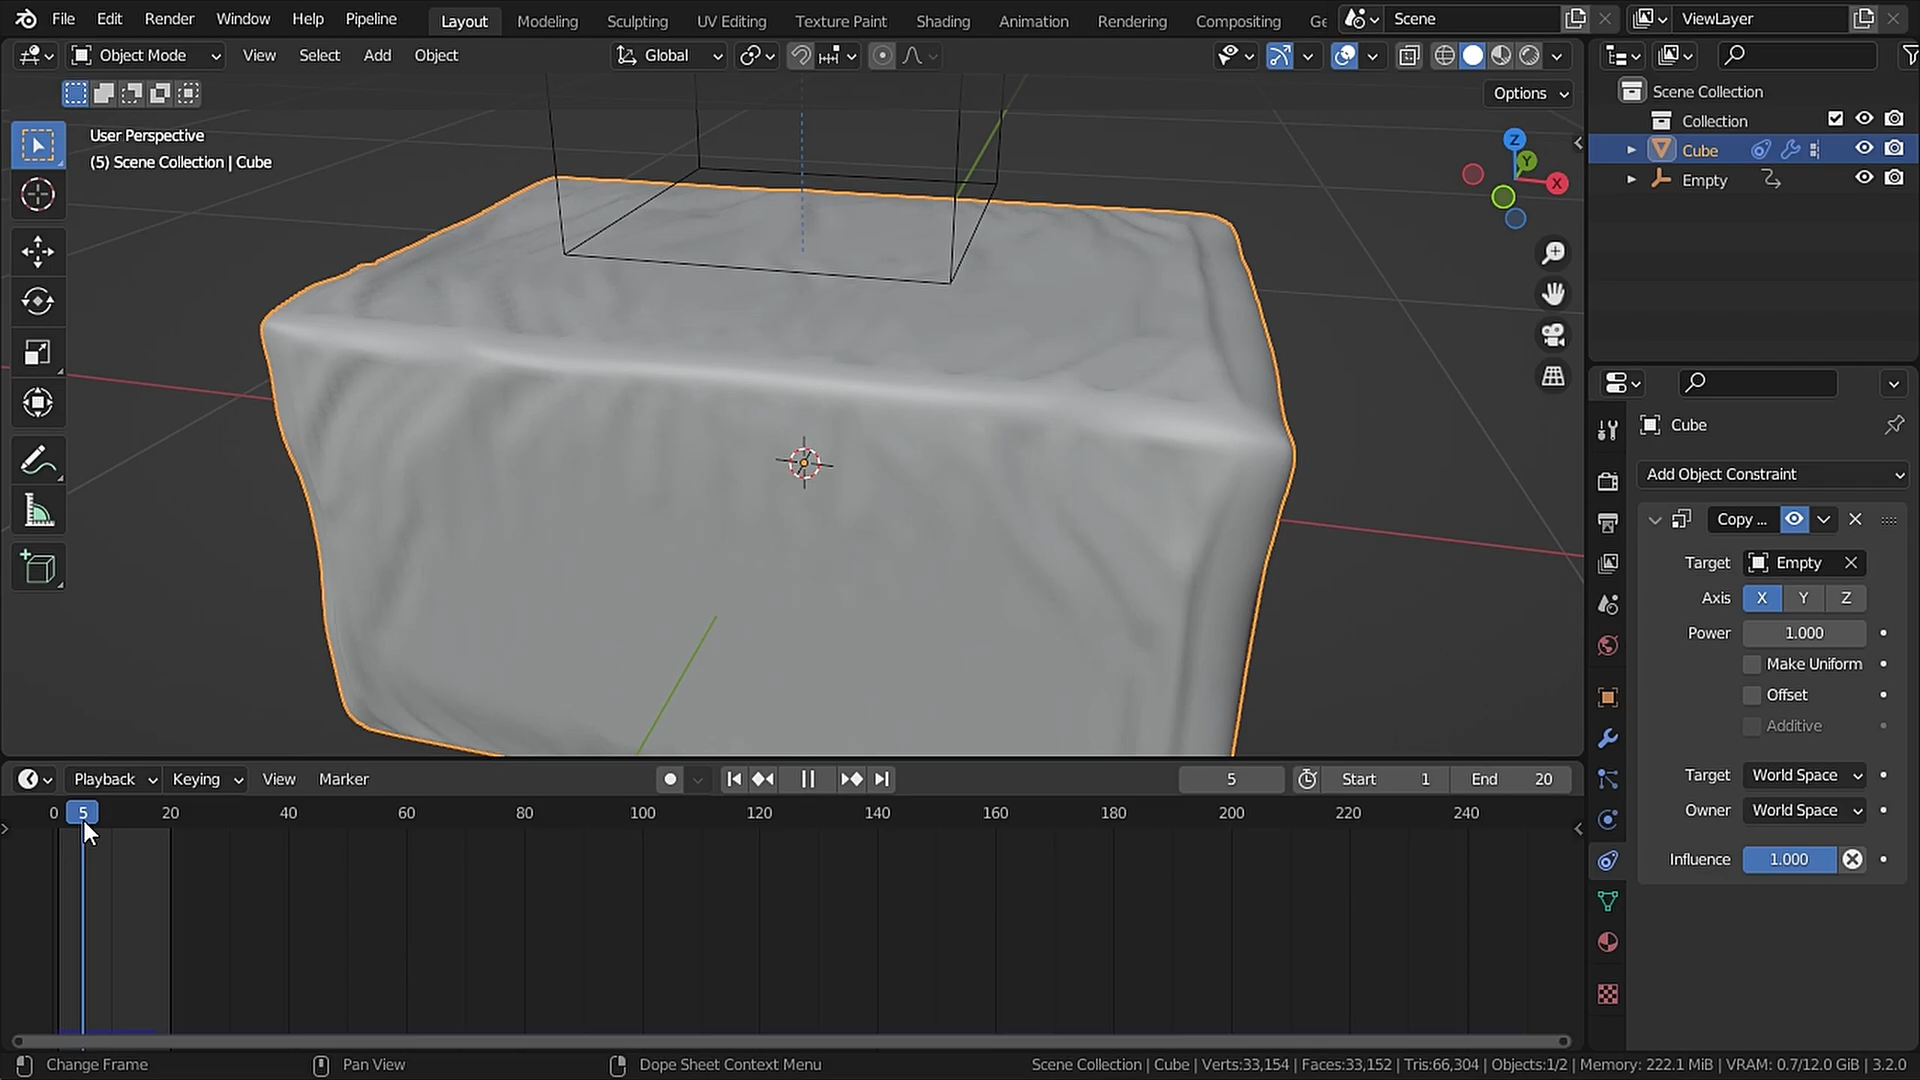 File Edit Render Window Help Pipeline Layout Modeling Sculpting UV Editing Texture Paint Shading Animation Rendering Compositing Ge Scene ViewLayer
Object Mode View Select Add Object Global
Options
User Perspective
(5) Scene Collection | Cube
Z
Y
X
Scene Collection
Collection
Cube
Empty
Cube
Add Object Constraint
Copy ...
Target Empty
Axis X Y Z
Power 1.000
Make Uniform
Offset
Additive
Target World Space
Owner World Space
Influence 1.000
Playback Keying View Marker 5 Start 1 End 20
0 5 20 40 60 80 100 120 140 160 180 200 220 240
Change Frame Pan View Dope Sheet Context Menu Scene Collection | Cube | Verts:33,154 | Faces:33,152 | Tris:66,304 | Objects:1/2 | Memory: 222.1 MiB | VRAM: 0.7/12.0 GiB | 3.2.0